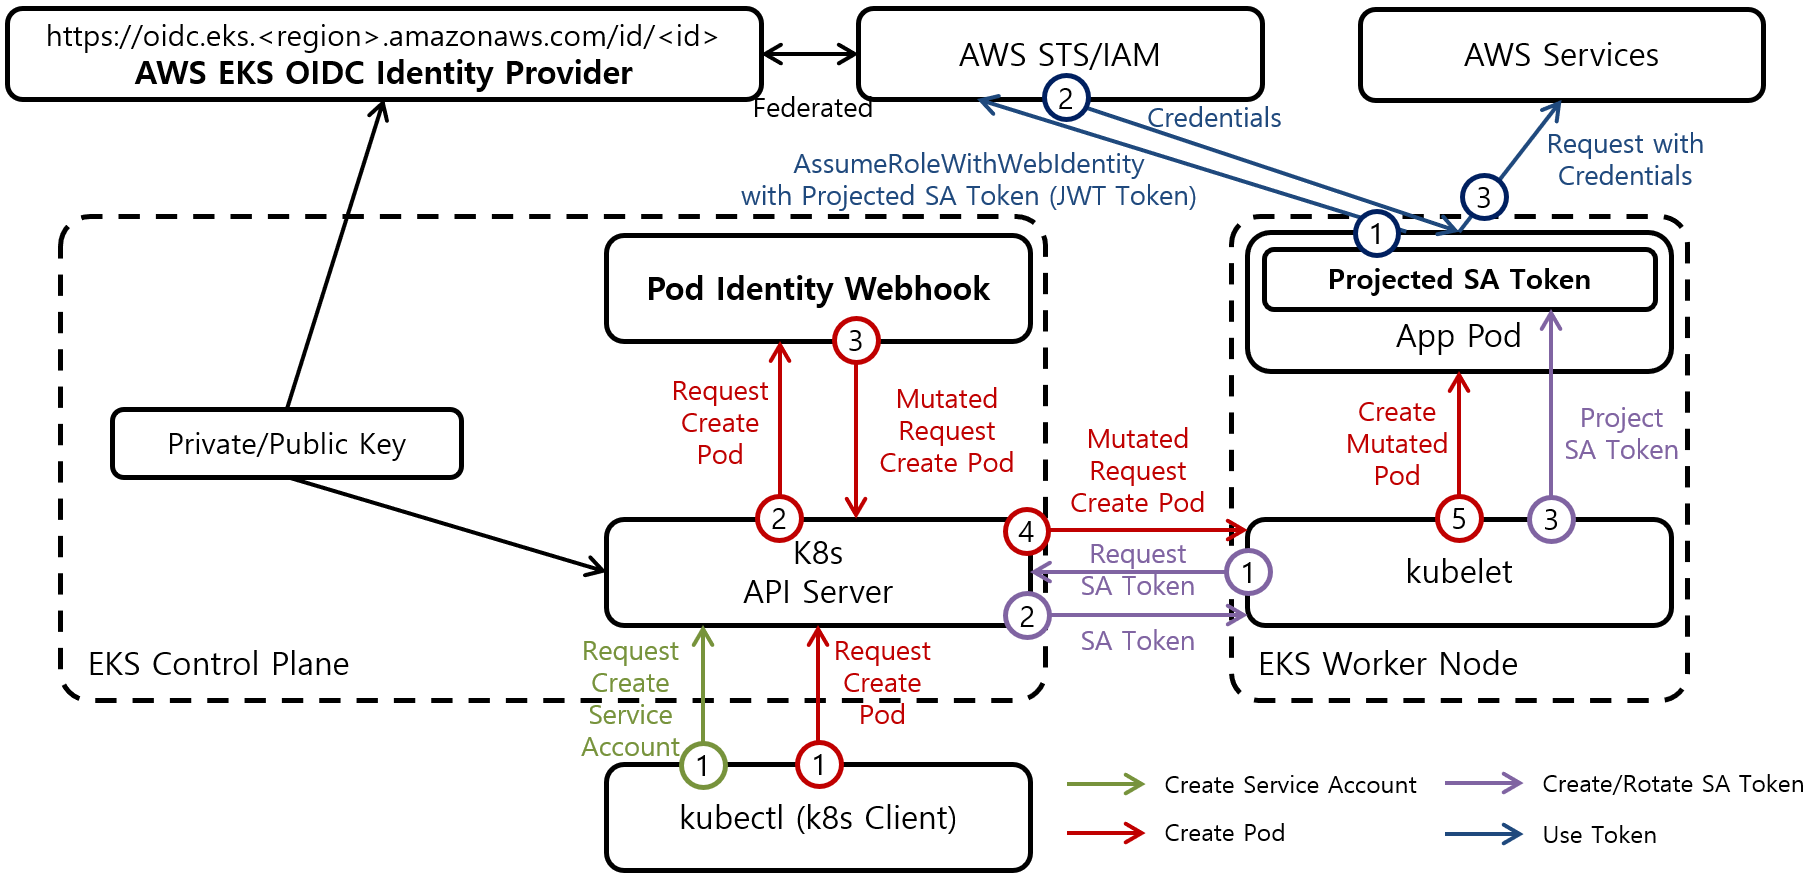 https://oidc.eks.<region>.amazonaws.com/id/<id>
AWS EKS OIDC Identity Provider
AWS STS/IAM
AWS Services
Federated
2
Credentials
Request with
Credentials
AssumeRoleWithWebIdentity
with Projected SA Token (JWT Token)
3
1
Pod Identity Webhook
Projected SA Token
App Pod
3
Request
Create
Pod
Mutated
Request
Create Pod
Mutated
Request
Create Pod
Create
Mutated
Pod
Project
SA Token
Private/Public Key
2
4
5
3
K8s
API Server
Request
SA Token
1
kubelet
2
SA Token
EKS Control Plane
EKS Worker Node
Request
Create
Service
Account
Request
Create
Pod
1
1
kubectl (k8s Client)
Create Service Account
Create/Rotate SA Token
Create Pod
Use Token